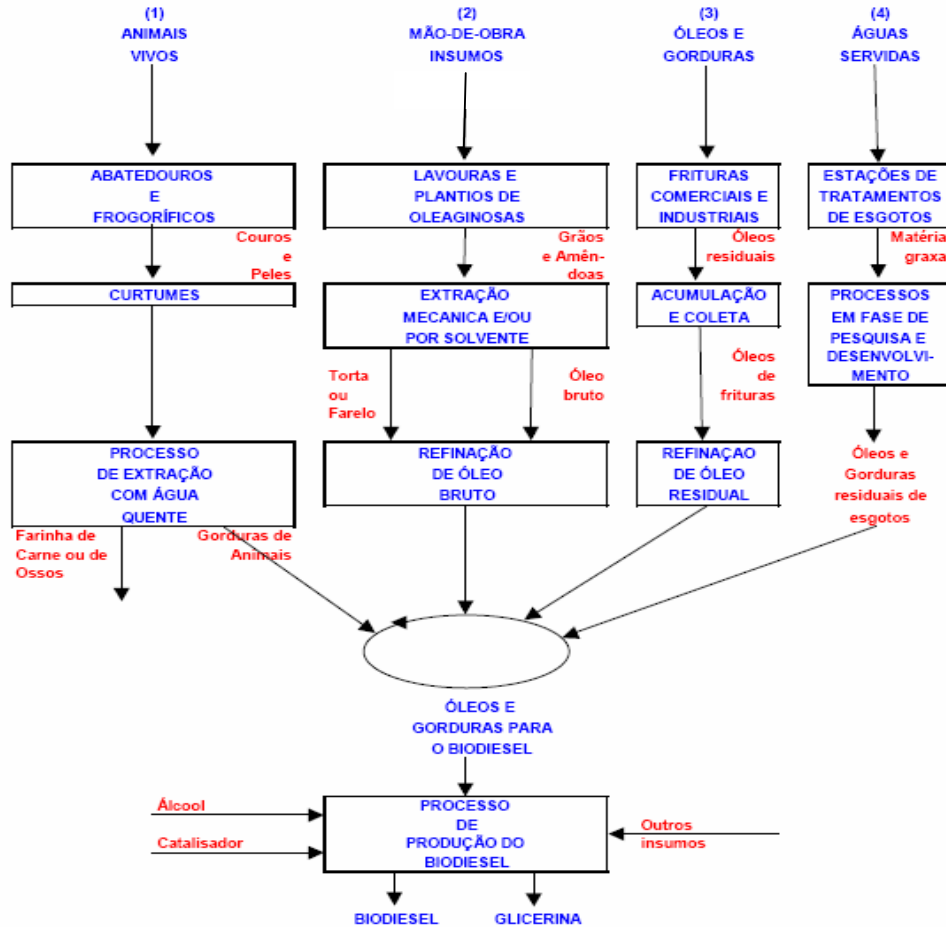 (1)
ANIMAIS
VIVOS
(2)
MÃO-DE-OBRA
INSUMOS
(3)
ÓLEOS E
GORDURAS
(4)
ÁGUAS
SERVIDAS
ABATEDOUROS
E
FROGORÍFICOS
LAVOURAS E
PLANTIOS DE
OLEAGINOSAS
FRITURAS
COMERCIAIS E
INDUSTRIAIS
ESTAÇÕES DE
TRATAMENTOS
DE ESGOTOS
Couros
e
Peles
Grãos
e Amên-
doas
Óleos
residuais
Matéria
graxa
CURTUMES
EXTRAÇÃO
MECANICA E/OU
POR SOLVENTE
ACUMULAÇÃO
E COLETA
PROCESSOS
EM FASE DE
PESQUISA E
DESENVOLVI-
MENTO
Torta
ou
Farelo
Óleo
bruto
Óleos
de
frituras
PROCESSO
DE EXTRAÇÃO
COM ÁGUA
QUENTE
REFINAÇÃO
DE ÓLEO
BRUTO
REFINAÇAO
DE ÓLEO
RESIDUAL
Óleos e
Gorduras
residuais de
esgotos
Farinha de
Carne ou de
Ossos
Gorduras de
Animais
ÓLEOS E
GORDURAS PARA
O BIODIESEL
Álcool
Catalisador
PROCESSO
DE
PRODUÇÃO DO
BIODIESEL
Outros
insumos
BIODIESEL
GLICERINA